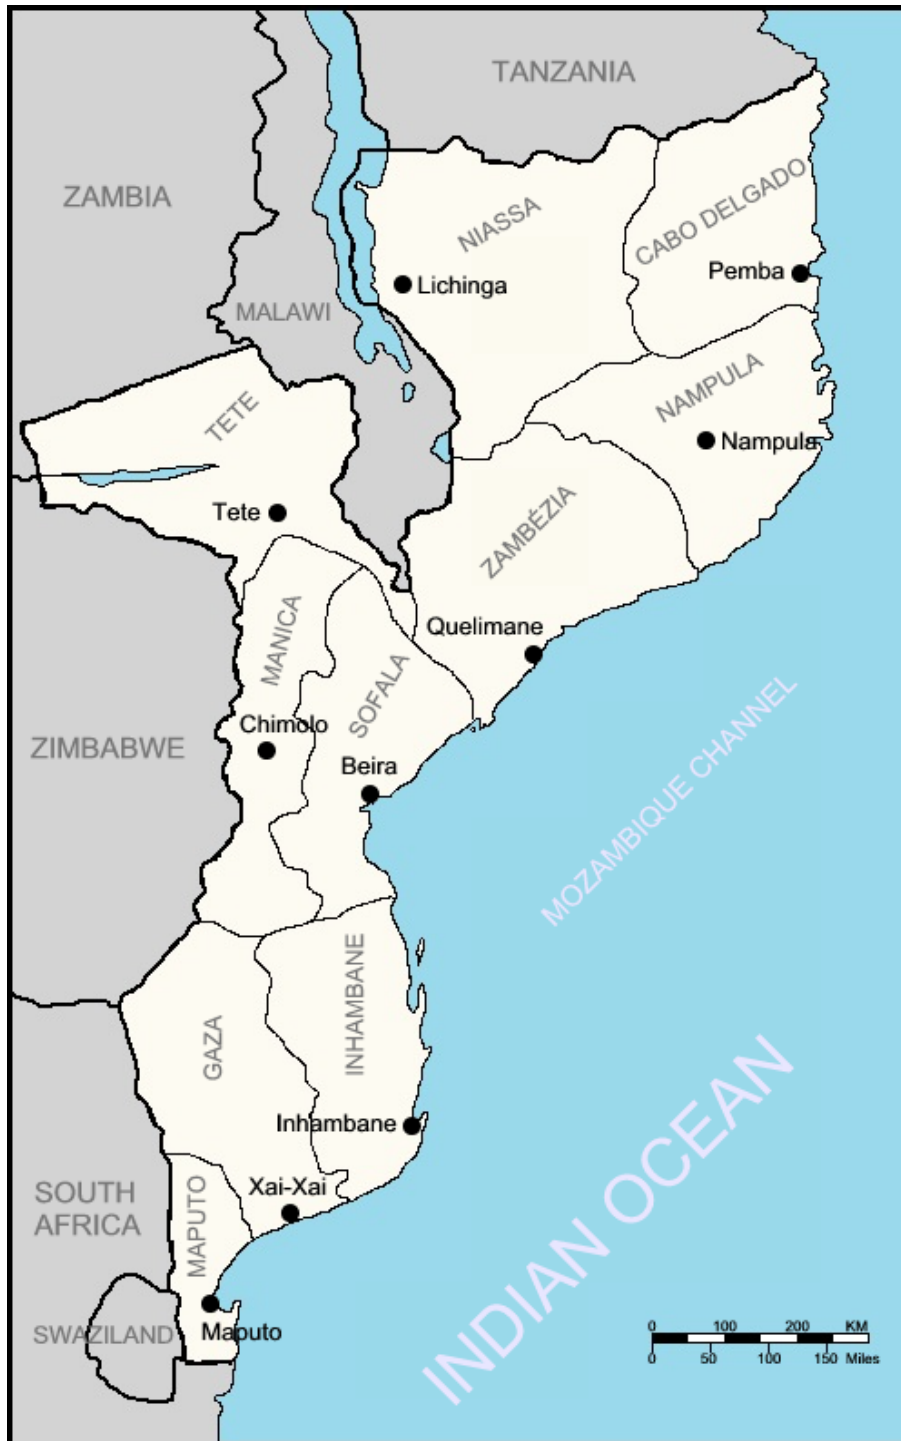 TANZANIA
ZAMBIA
NIASSA
CABO DELGADO
Pemba
Lichinga
MALAWI
NAMPULA
TETE
Nampula
Tete
ZAMBÉZIA
MANICA
Quelimane
SOFALA
Chimolo
ZIMBABWE
Beira
MOZAMBIQUE CHANNEL
INHAMBANE
GAZA
Inhambane
INDIAN OCEAN
SOUTH
AFRICA
Xai-Xai
MAPUTO
SWAZILAND
Maputo
0 100 200 KM
0 50 100 150 Miles